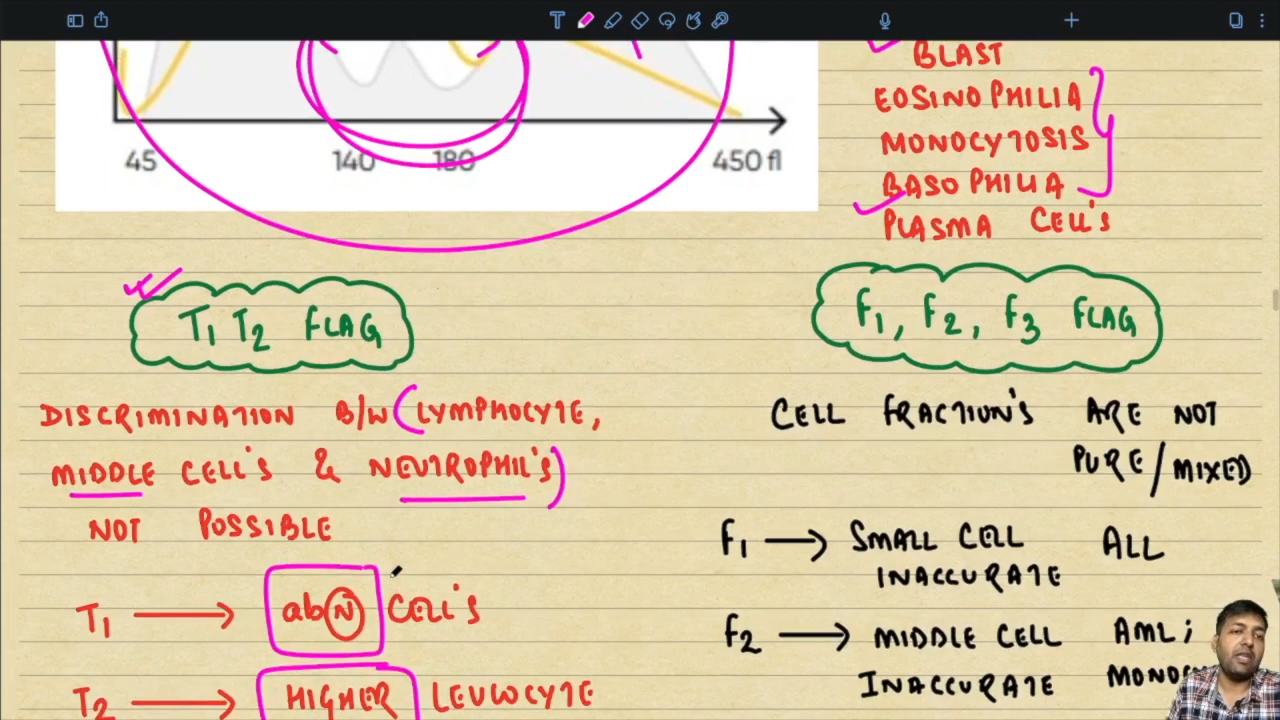 45
140
180
450 fl
BLAST
EOSINOPHILIA
MONOCYTOSIS
BASOPHILIA
PLASMA CELL'S
T1 T2 FLAG
DISCRIMINATION B/W (LYMPHOCYTE,
MIDDLE CELL'S & NEUTROPHIL'S)
NOT POSSIBLE
T1 → abN CELL'S
T2 → HIGHER LEUCOCYTE
F1, F2, F3 FLAG
CELL FRACTION'S ARE NOT
PURE/MIXED
F1 → SMALL CELL ALL
INACCURATE
F2 → MIDDLE CELL AML;
INACCURATE